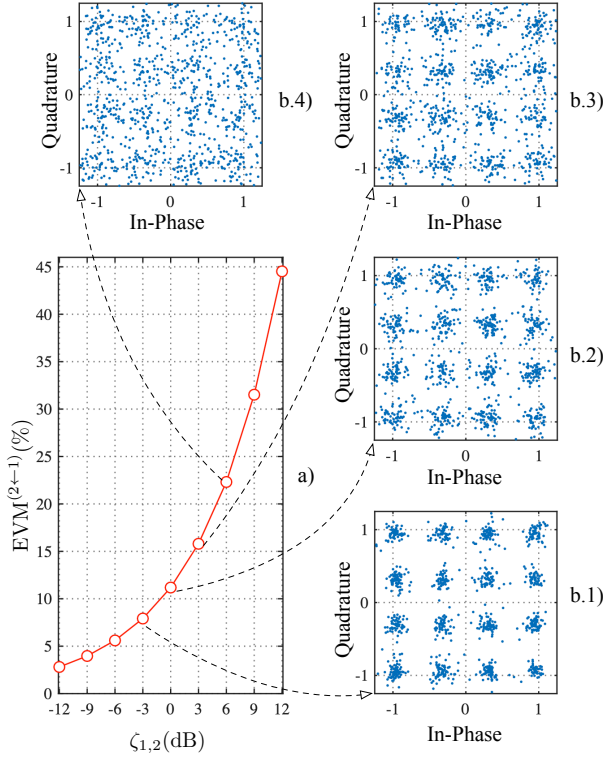 Quadrature
1
0
-1
-1 0 1
In-Phase
b.4)
Quadrature
1
0
-1
-1 0 1
In-Phase
b.3)
EVM^(2←1)(%)
45
40
35
30
25
20
15
10
5
0
-12 -9 -6 -3 0 3 6 9 12
ζ1,2(dB)
a)
Quadrature
1
0
-1
-1 0 1
In-Phase
b.2)
Quadrature
1
0
-1
-1 0 1
In-Phase
b.1)